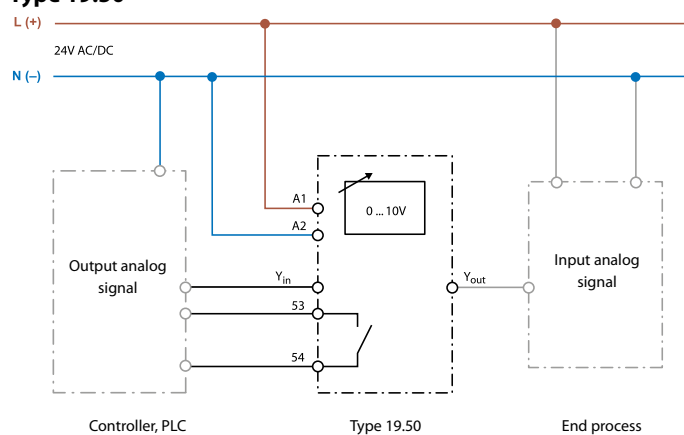 Type 19.50
L (+)
24V AC/DC
N (–)
A1
0 ... 10V
A2
Output analog
signal
Yin
Yout
Input analog
signal
53
54
Controller, PLC
Type 19.50
End process